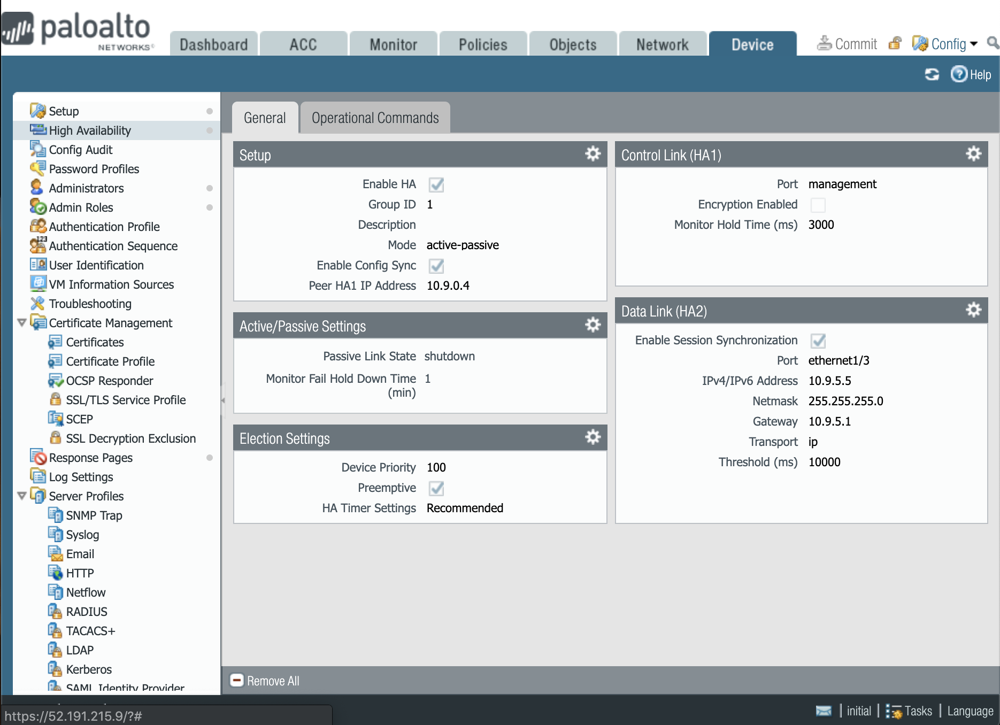 paloalto
NETWORKS
Dashboard ACC Monitor Policies Objects Network Device Commit Config
Help
General Operational Commands
Setup
High Availability
Config Audit
Password Profiles
Administrators
Admin Roles
Authentication Profile
123
Authentication Sequence
User Identification
VM Information Sources
Troubleshooting
Certificate Management
Certificates
Certificate Profile
OCSP Responder
SSL/TLS Service Profile
SCEP
SSL Decryption Exclusion
Response Pages
Log Settings
Server Profiles
SNMP Trap
Syslog
Email
HTTP
Netflow
RADIUS
TACACS+
LDAP
Kerberos
SAML Identity Provider
Setup
Enable HA
Group ID 1
Description
Mode active-passive
Enable Config Sync
Peer HA1 IP Address 10.9.0.4
Active/Passive Settings
Passive Link State shutdown
Monitor Fail Hold Down Time 1
(min)
Election Settings
Device Priority 100
Preemptive
HA Timer Settings Recommended
Control Link (HA1)
Port management
Encryption Enabled
Monitor Hold Time (ms) 3000
Data Link (HA2)
Enable Session Synchronization
Port ethernet1/3
IPv4/IPv6 Address 10.9.5.5
Netmask 255.255.255.0
Gateway 10.9.5.1
Transport ip
Threshold (ms) 10000
Remove All
https://52.191.215.9/?#
initial | Tasks | Language